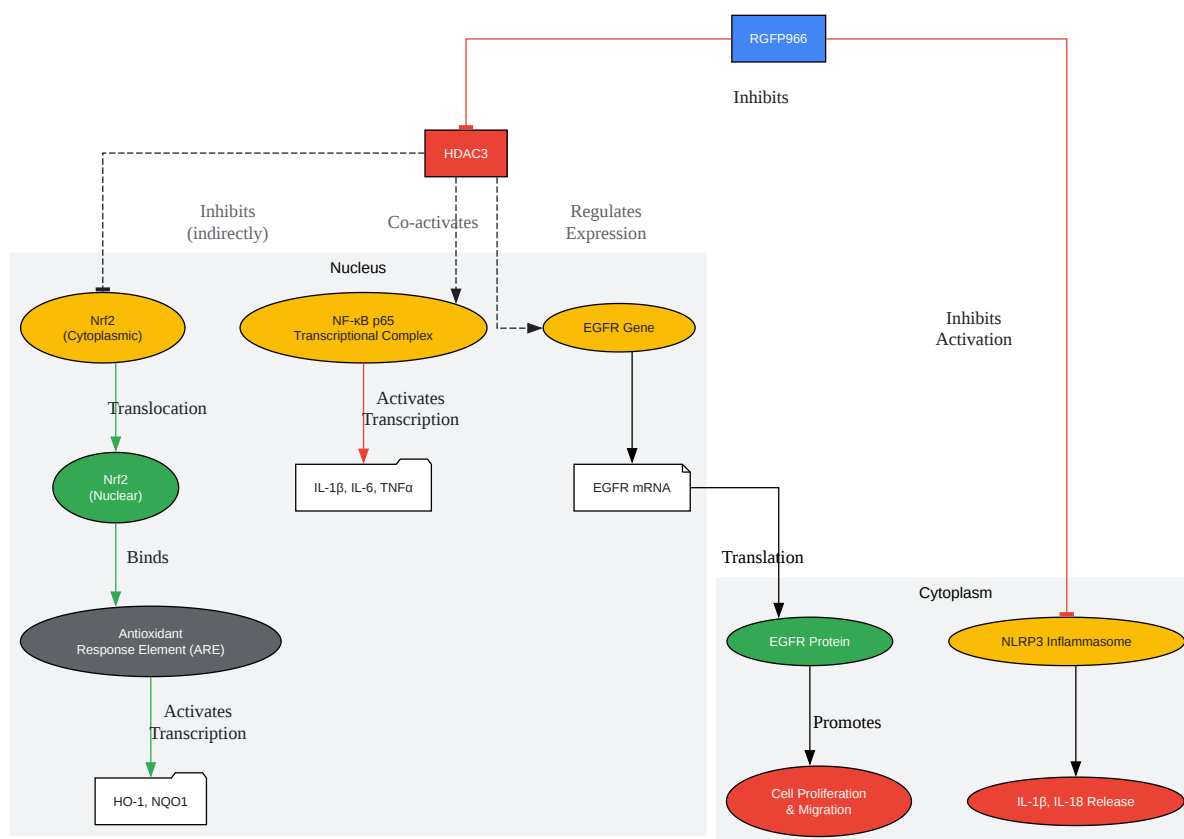 RGFP966
Inhibits
HDAC3
Inhibits
(indirectly)
Co-activates
Regulates
Expression
Nucleus
Nrf2
(Cytoplasmic)
NF-κB p65
Transcriptional Complex
EGFR Gene
Inhibits
Activation
Translocation
Activates
Transcription
Nrf2
(Nuclear)
IL-1β, IL-6, TNFα
EGFR mRNA
Binds
Translation
Cytoplasm
Antioxidant
Response Element (ARE)
EGFR Protein
NLRP3 Inflammasome
Activates
Transcription
Promotes
HO-1, NQO1
Cell Proliferation
& Migration
IL-1β, IL-18 Release